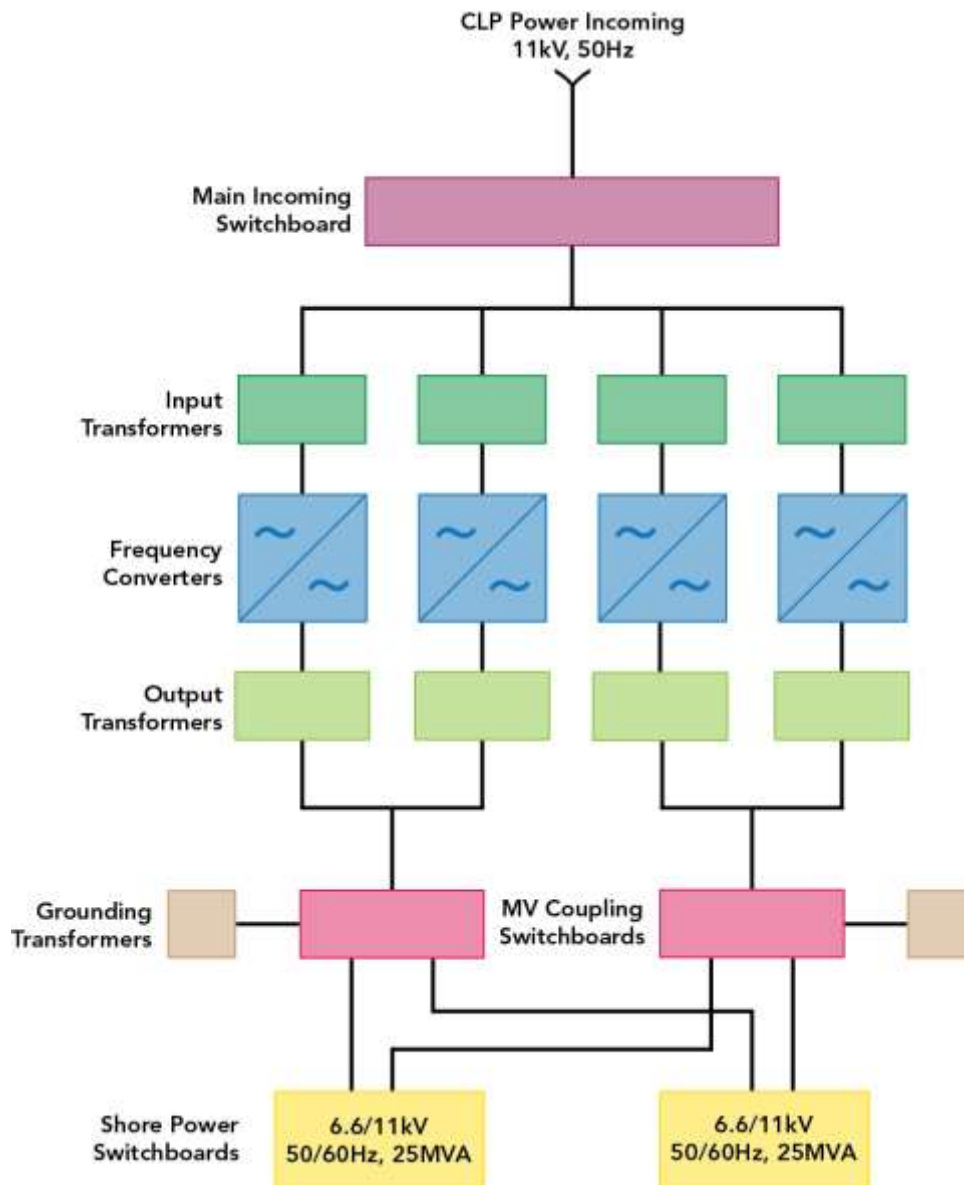 CLP Power Incoming
11kV, 50Hz
Main Incoming
Switchboard
Input
Transformers
Frequency
Converters
Output
Transformers
Grounding
Transformers
MV Coupling
Switchboards
Shore Power
Switchboards
6.6/11kV
50/60Hz, 25MVA
6.6/11kV
50/60Hz, 25MVA